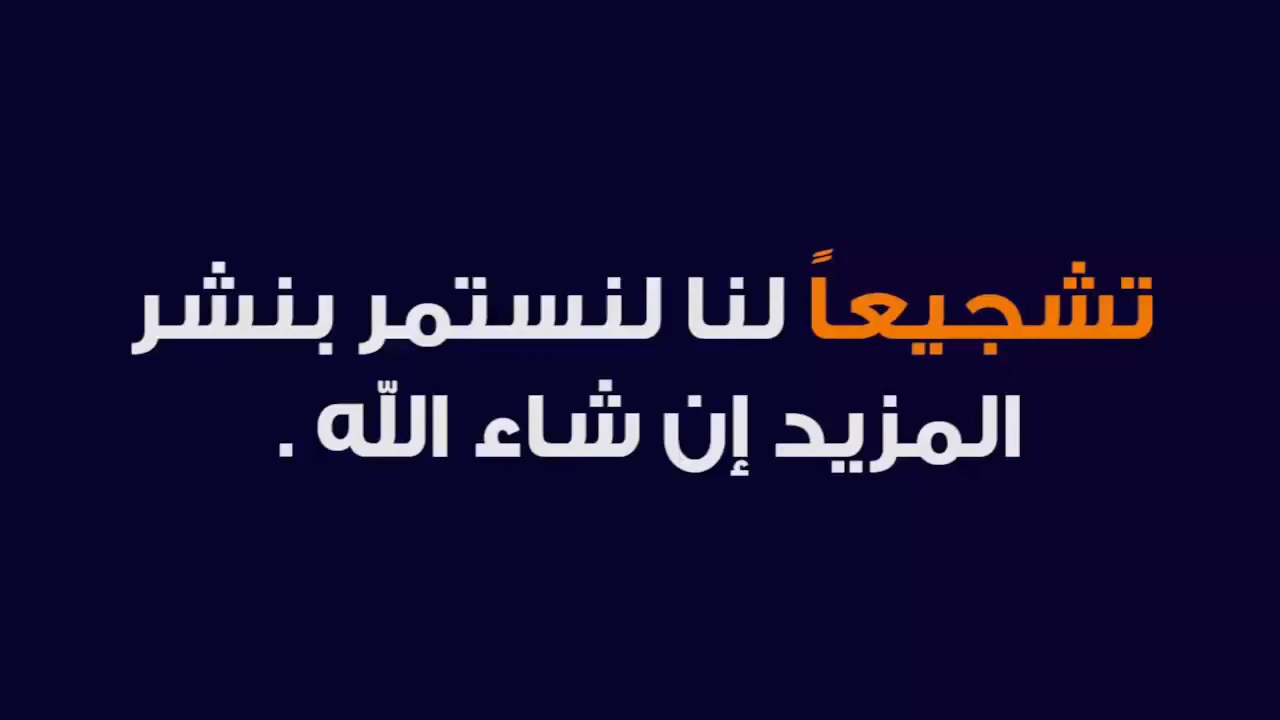 تشجيعاً لنا لنستمر بنشر
المزيد إن شاء الله .